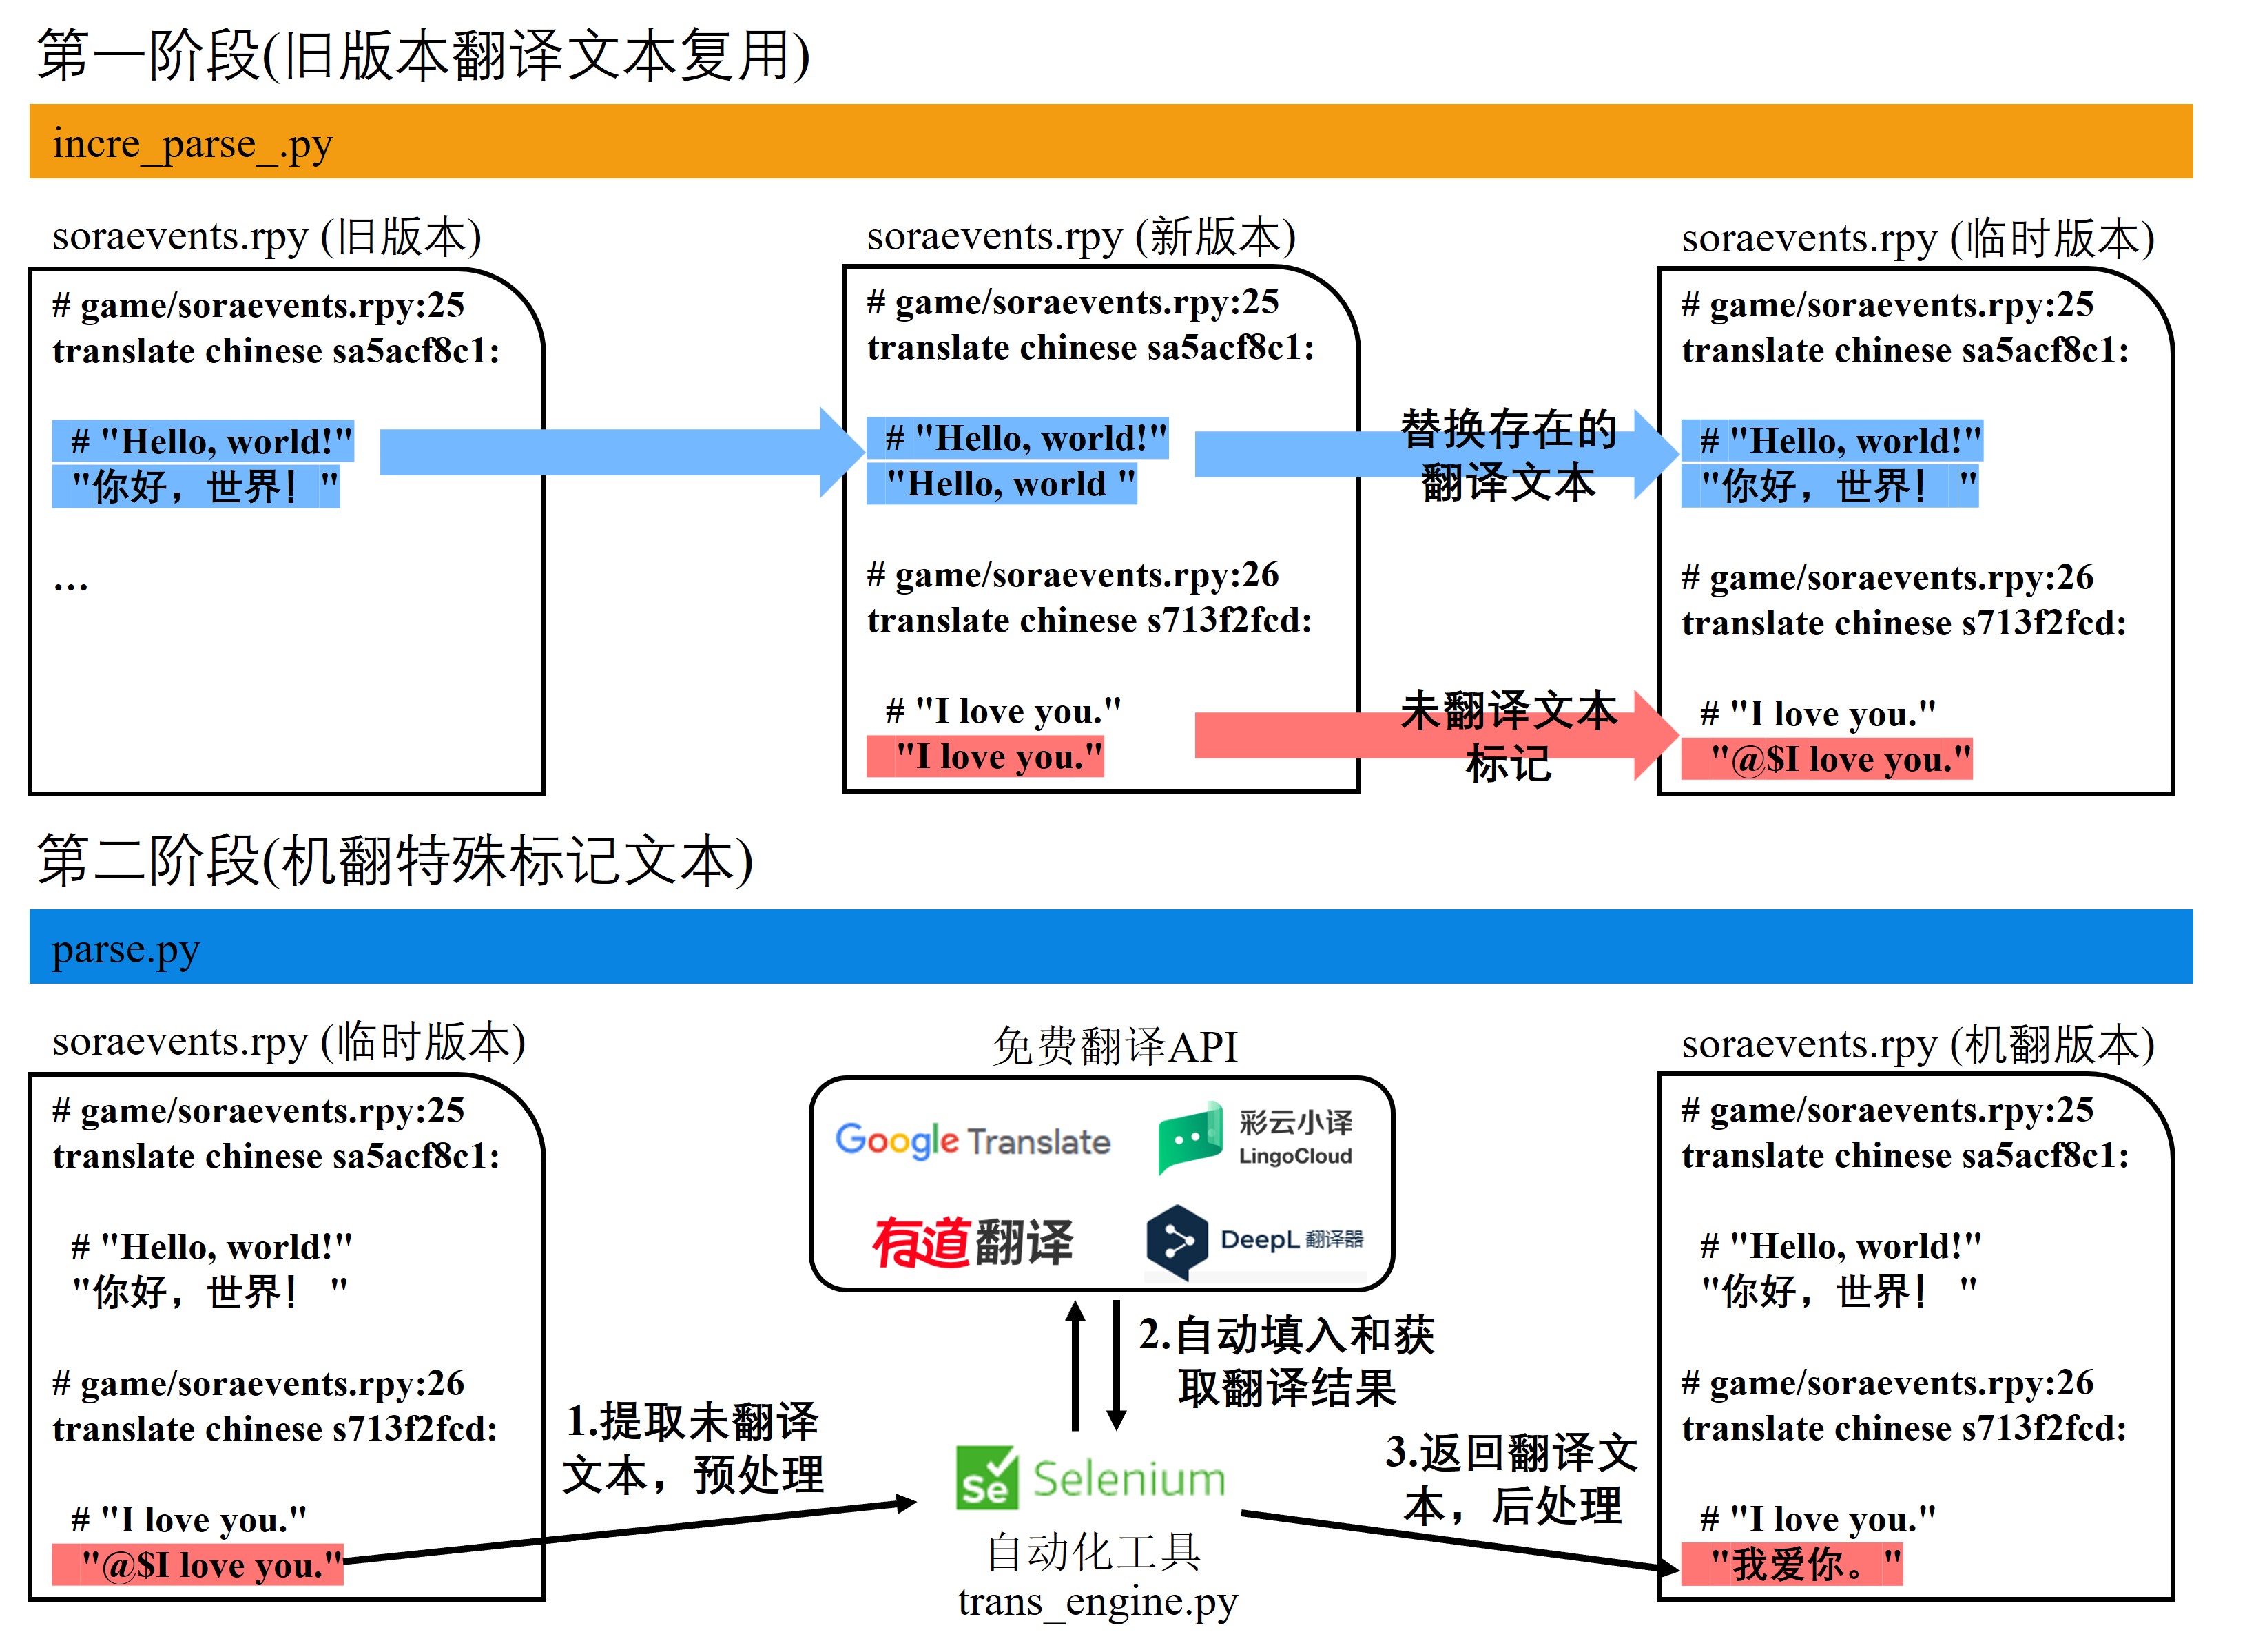 第一阶段(旧版本翻译文本复用)
incre_parse_.py
soraevents.rpy (旧版本)
# game/soraevents.rpy:25
translate chinese sa5acf8c1:
# "Hello, world!"
"你好，世界！"
...
soraevents.rpy (新版本)
# game/soraevents.rpy:25
translate chinese sa5acf8c1:
# "Hello, world!"
"Hello, world "
# game/soraevents.rpy:26
translate chinese s713f2fcd:
# "I love you."
"I love you."
替换存在的
翻译文本
未翻译文本
标记
soraevents.rpy (临时版本)
# game/soraevents.rpy:25
translate chinese sa5acf8c1:
# "Hello, world!"
"你好，世界！ "
# game/soraevents.rpy:26
translate chinese s713f2fcd:
# "I love you."
"@$I love you."
第二阶段(机翻特殊标记文本)
parse.py
soraevents.rpy (临时版本)
# game/soraevents.rpy:25
translate chinese sa5acf8c1:
# "Hello, world!"
"你好，世界！ "
# game/soraevents.rpy:26
translate chinese s713f2fcd:
# "I love you."
"@$I love you."
1.提取未翻译
文本，预处理
免费翻译API
Google Translate
彩云小译
LingoCloud
有道翻译
DeepL 翻译器
2.自动填入和获
取翻译结果
Se Selenium
自动化工具
trans_engine.py
3.返回翻译文
本，后处理
soraevents.rpy (机翻版本)
# game/soraevents.rpy:25
translate chinese sa5acf8c1:
# "Hello, world!"
"你好，世界！ "
# game/soraevents.rpy:26
translate chinese s713f2fcd:
# "I love you."
"我爱你。"